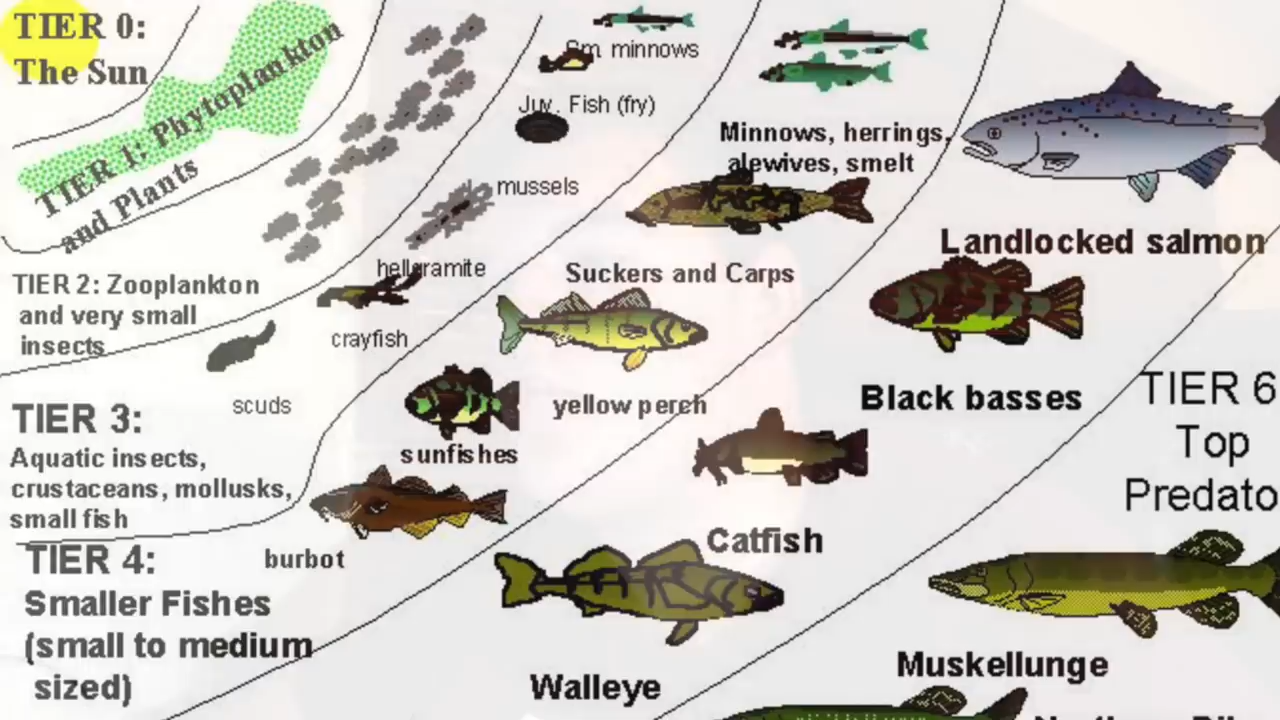 TIER 0:
The Sun
TIER 1: Phytoplankton
and Plants
TIER 2: Zooplankton
and very small
insects
TIER 3:
Aquatic insects,
crustaceans, mollusks,
small fish
TIER 4:
Smaller Fishes
(small to medium
sized)
Sm. minnows
Juv. Fish (fry)
mussels
hellgramite
crayfish
scuds
Minnows, herrings,
alewives, smelt
Suckers and Carps
yellow perch
sunfishes
burbot
Landlocked salmon
Black basses
Catfish
Walleye
TIER 6
Top
Predato
Muskellunge